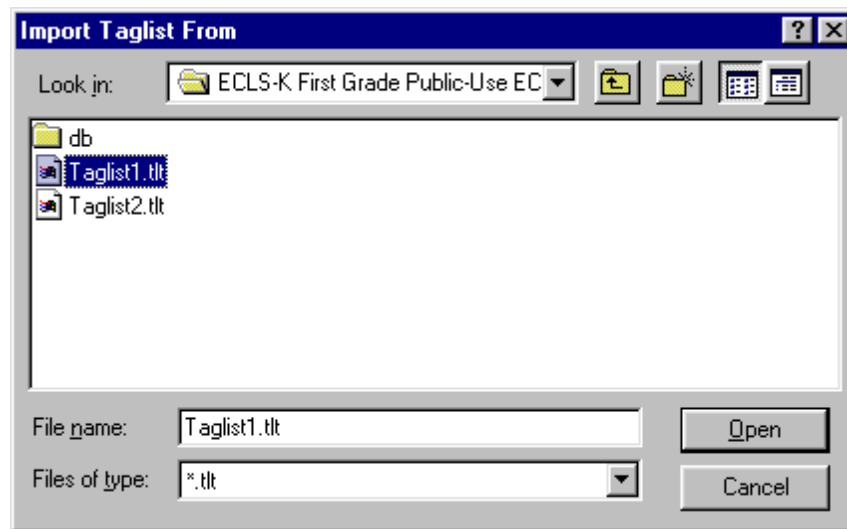 Import Taglist From
Look in: ECLS-K First Grade Public-Use EC
db
Taglist1.tlt
Taglist2.tlt
File name: Taglist1.tlt Open
Files of type: *.tlt Cancel